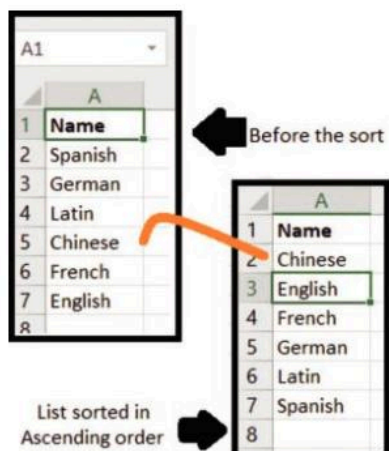 A1
A
1 Name
2 Spanish
3 German
4 Latin
5 Chinese
6 French
7 English
8
Before the sort
A
1 Name
2 Chinese
3 English
4 French
5 German
6 Latin
7 Spanish
8
List sorted in
Ascending order